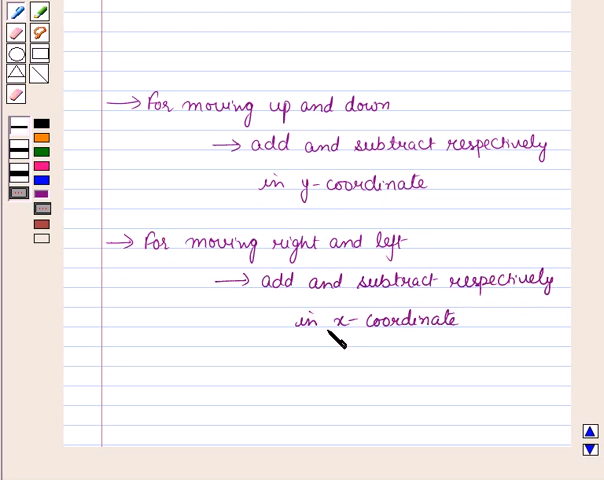 → For moving up and down
→ add and subtract respectively
in y-coordinate
→ For moving right and left
→ add and subtract respectively
in x-coordinate